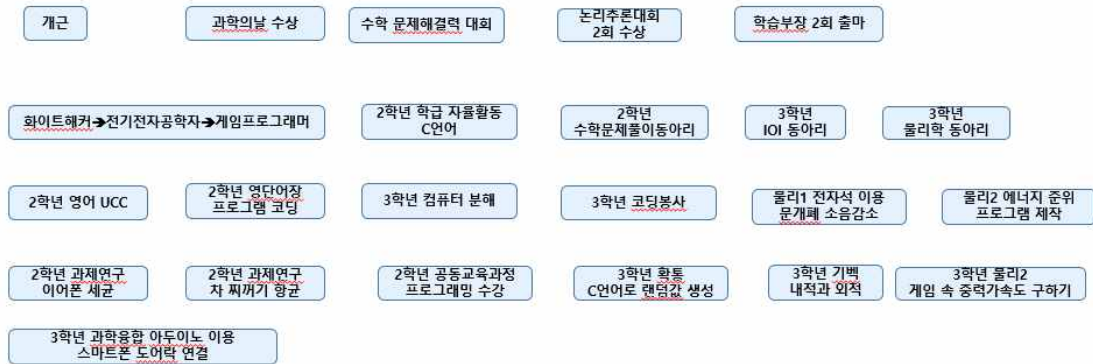 개근
과학의날 수상
수학 문제해결력 대회
논리추론대회
2회 수상
학습부장 2회 출마
화이트해커➔전기전자공학자➔게임프로그래머
2학년 학급 자율활동
C언어
2학년
수학문제풀이동아리
3학년
IOI 동아리
3학년
물리학 동아리
2학년 영어 UCC
2학년 영단어장
프로그램 코딩
3학년 컴퓨터 분해
3학년 코딩봉사
물리1 전자석 이용
문개폐 소음감소
물리2 에너지 준위
프로그램 제작
2학년 과제연구
이어폰 세균
2학년 과제연구
차 찌꺼기 항균
2학년 공동교육과정
프로그래밍 수강
3학년 확통
C언어로 랜덤값 생성
3학년 기벡
내적과 외적
3학년 물리2
게임 속 중력가속도 구하기
3학년 과학융합 아두이노 이용
스마트폰 도어락 연결